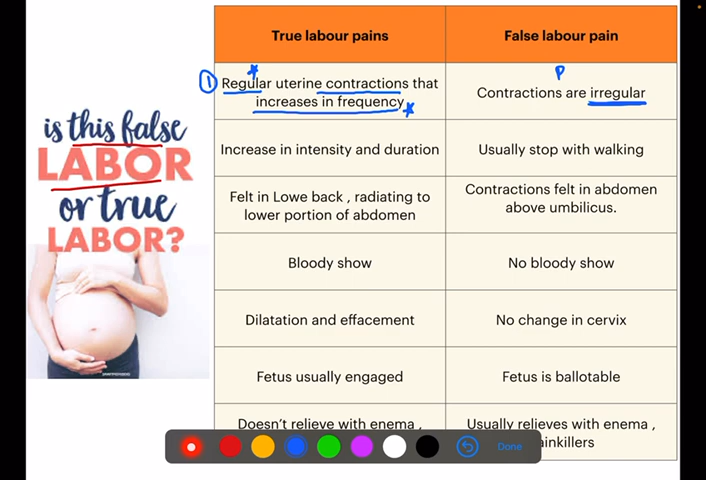 is this false
LABOR
or true
LABOR?
True labour pains
False labour pain
① Regular uterine contractions that
increases in frequency
P
Contractions are irregular
Increase in intensity and duration
Usually stop with walking
Felt in Lowe back , radiating to
lower portion of abdomen
Contractions felt in abdomen
above umbilicus.
Bloody show
No bloody show
Dilatation and effacement
No change in cervix
Fetus usually engaged
Fetus is ballotable
Doesn't relieve with enema ,
Usually relieves with enema ,
ainkillers
Done